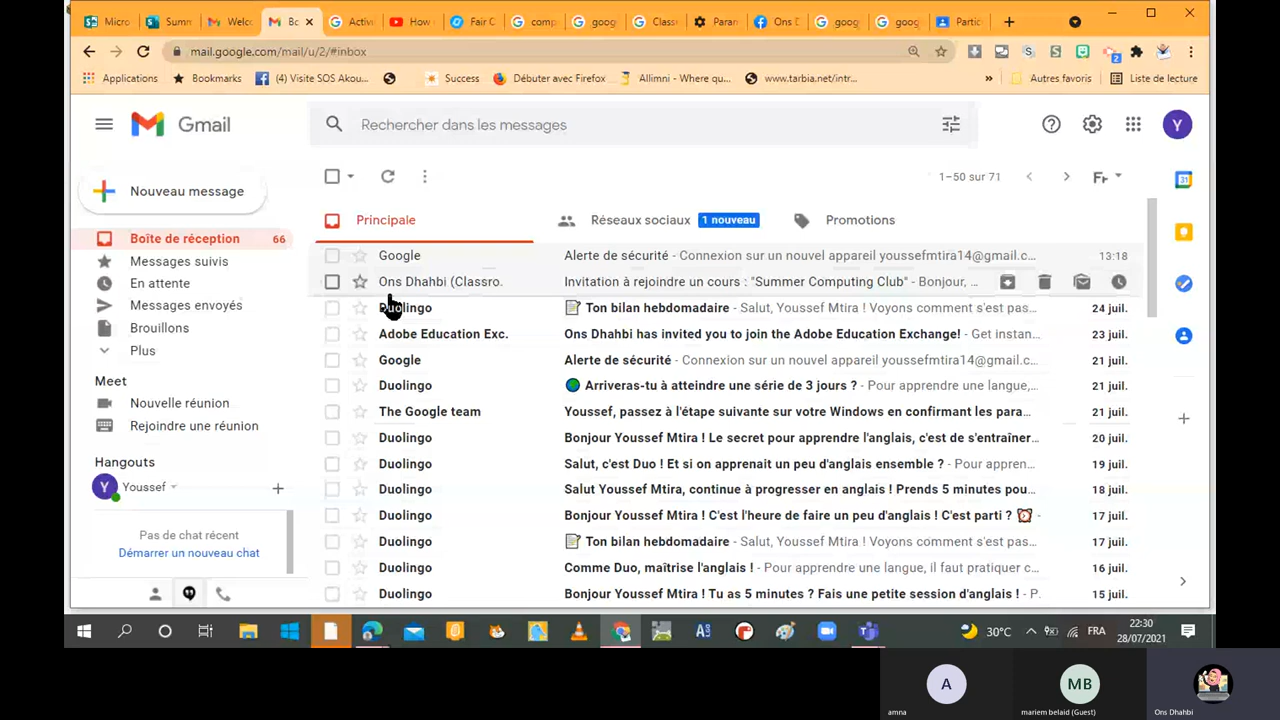 Micro
Summ
Welco
Bo
Activ
How
Fair C
comp
goog
Class
Param
Ons D
goog
goog
Partic
mail.google.com/mail/u/2/#inbox
Applications
Bookmarks
(4) Visite SOS Akou...
Success
Débuter avec Firefox
Allimni - Where qu...
www.tarbia.net/intr...
»
Autres favoris
Liste de lecture
2
Gmail
Rechercher dans les messages
Y
Nouveau message
1–50 sur 71
Fr
Principale
Réseaux sociaux
1 nouveau
Promotions
Boîte de réception 66
Messages suivis
En attente
Messages envoyés
Brouillons
Plus
Meet
Nouvelle réunion
Rejoindre une réunion
Hangouts
Y Youssef
Pas de chat récent
Démarrer un nouveau chat
Google Alerte de sécurité - Connexion sur un nouvel appareil youssefmtira14@gmail.c... 13:18
Ons Dhahbi (Classro. Invitation à rejoindre un cours : "Summer Computing Club" - Bonjour, ...
Duolingo 📝 Ton bilan hebdomadaire - Salut, Youssef Mtira! Voyons comment s'est pas... 24 juil.
Adobe Education Exc. Ons Dhahbi has invited you to join the Adobe Education Exchange! - Get instan... 23 juil.
Google Alerte de sécurité - Connexion sur un nouvel appareil youssefmtira14@gmail.c... 21 juil.
Duolingo Arriveras-tu à atteindre une série de 3 jours ? - Pour apprendre une langue,... 21 juil.
The Google team Youssef, passez à l'étape suivante sur votre Windows en confirmant les para... 21 juil.
Duolingo Bonjour Youssef Mtira ! Le secret pour apprendre l'anglais, c'est de s'entraîner... 20 juil.
Duolingo Salut, c'est Duo ! Et si on apprenait un peu d'anglais ensemble ? - Pour appren... 19 juil.
Duolingo Salut Youssef Mtira, continue à progresser en anglais ! Prends 5 minutes pou... 18 juil.
Duolingo Bonjour Youssef Mtira ! C'est l'heure de faire un peu d'anglais ! C'est parti ? ⏰ - 17 juil.
Duolingo 📝 Ton bilan hebdomadaire - Salut, Youssef Mtira! Voyons comment s'est pas... 17 juil.
Duolingo Comme Duo, maîtrise l'anglais ! - Pour apprendre une langue, il faut pratiquer c... 16 juil.
Duolingo Bonjour Youssef Mtira ! Tu as 5 minutes ? Fais une petite session d'anglais ! - P. 15 juil.
30°C
FRA
22:30
28/07/2021
A
amna
MB
mariem belaid (Guest)
Ons Dhahbi